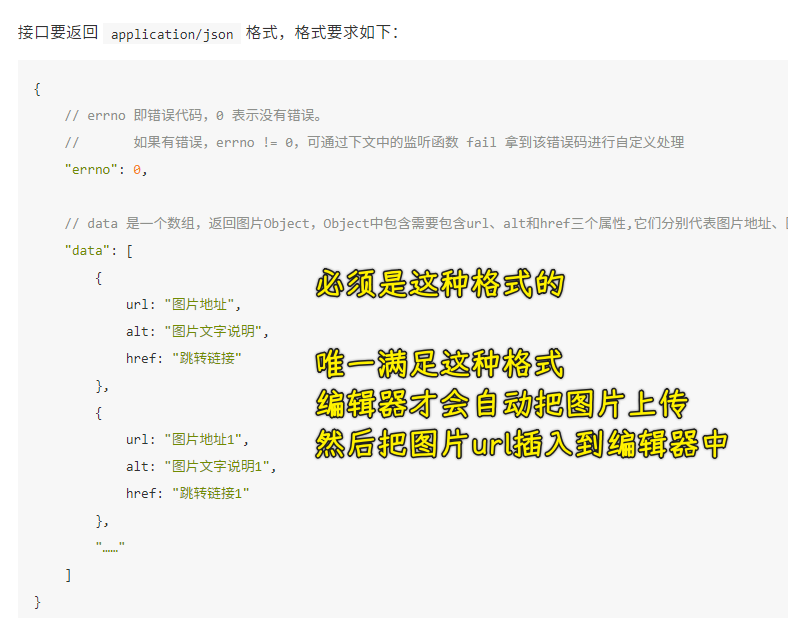 接口要返回 application/json 格式，格式要求如下：
{
// errno 即错误代码，0 表示没有错误。
// 如果有错误，errno != 0，可通过下文中的监听函数 fail 拿到该错误码进行自定义处理
"errno": 0,
// data 是一个数组，返回图片Object，Object中包含需要包含url、alt和href三个属性,它们分别代表图片地址、
"data": [
{
url: "图片地址",
alt: "图片文字说明",
href: "跳转链接"
},
{
url: "图片地址1",
alt: "图片文字说明1",
href: "跳转链接1"
},
"……"
]
}
必须是这种格式的
唯一满足这种格式
编辑器才会自动把图片上传
然后把图片url插入到编辑器中